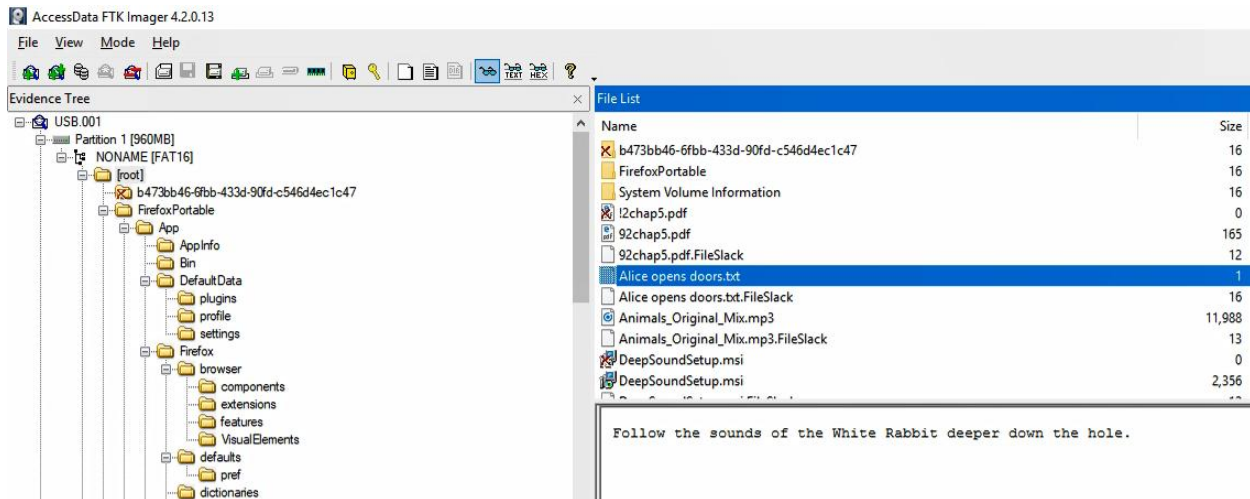 AccessData FTK Imager 4.2.0.13
File View Mode Help
TEXT HEX
Evidence Tree
USB.001
Partition 1 [960MB]
NONAME [FAT16]
[root]
b473bb46-6fbb-433d-90fd-c546d4ec1c47
FirefoxPortable
App
AppInfo
Bin
DefaultData
plugins
profile
settings
Firefox
browser
components
extensions
features
VisualElements
defaults
pref
dictionaries
File List
Name Size
b473bb46-6fbb-433d-90fd-c546d4ec1c47 16
FirefoxPortable 16
System Volume Information 16
!2chap5.pdf 0
92chap5.pdf 165
92chap5.pdf.FileSlack 12
Alice opens doors.txt 1
Alice opens doors.txt.FileSlack 16
Animals_Original_Mix.mp3 11,988
Animals_Original_Mix.mp3.FileSlack 13
DeepSoundSetup.msi 0
DeepSoundSetup.msi 2,356
Follow the sounds of the White Rabbit deeper down the hole.